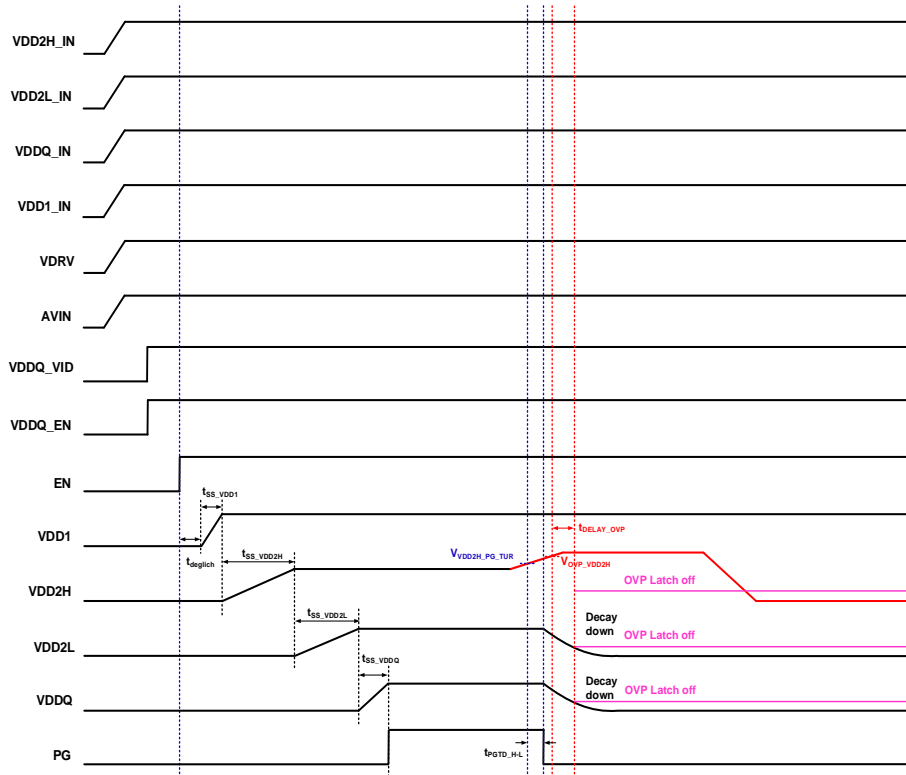 VDD2H_IN
VDD2L_IN
VDDQ_IN
VDD1_IN
VDRV
AVIN
VDDQ_VID
VDDQ_EN
EN
tSS_VDD1
VDD1
tdeglich
tDELAY_OVP
tSS_VDD2H
VVDD2H_PG_TUR
VOVP_VDD2H
VDD2H
OVP Latch off
tSS_VDD2L
Decay
down
OVP Latch off
VDD2L
tSS_VDDQ
Decay
down
OVP Latch off
VDDQ
PG
tPGTD_H-L